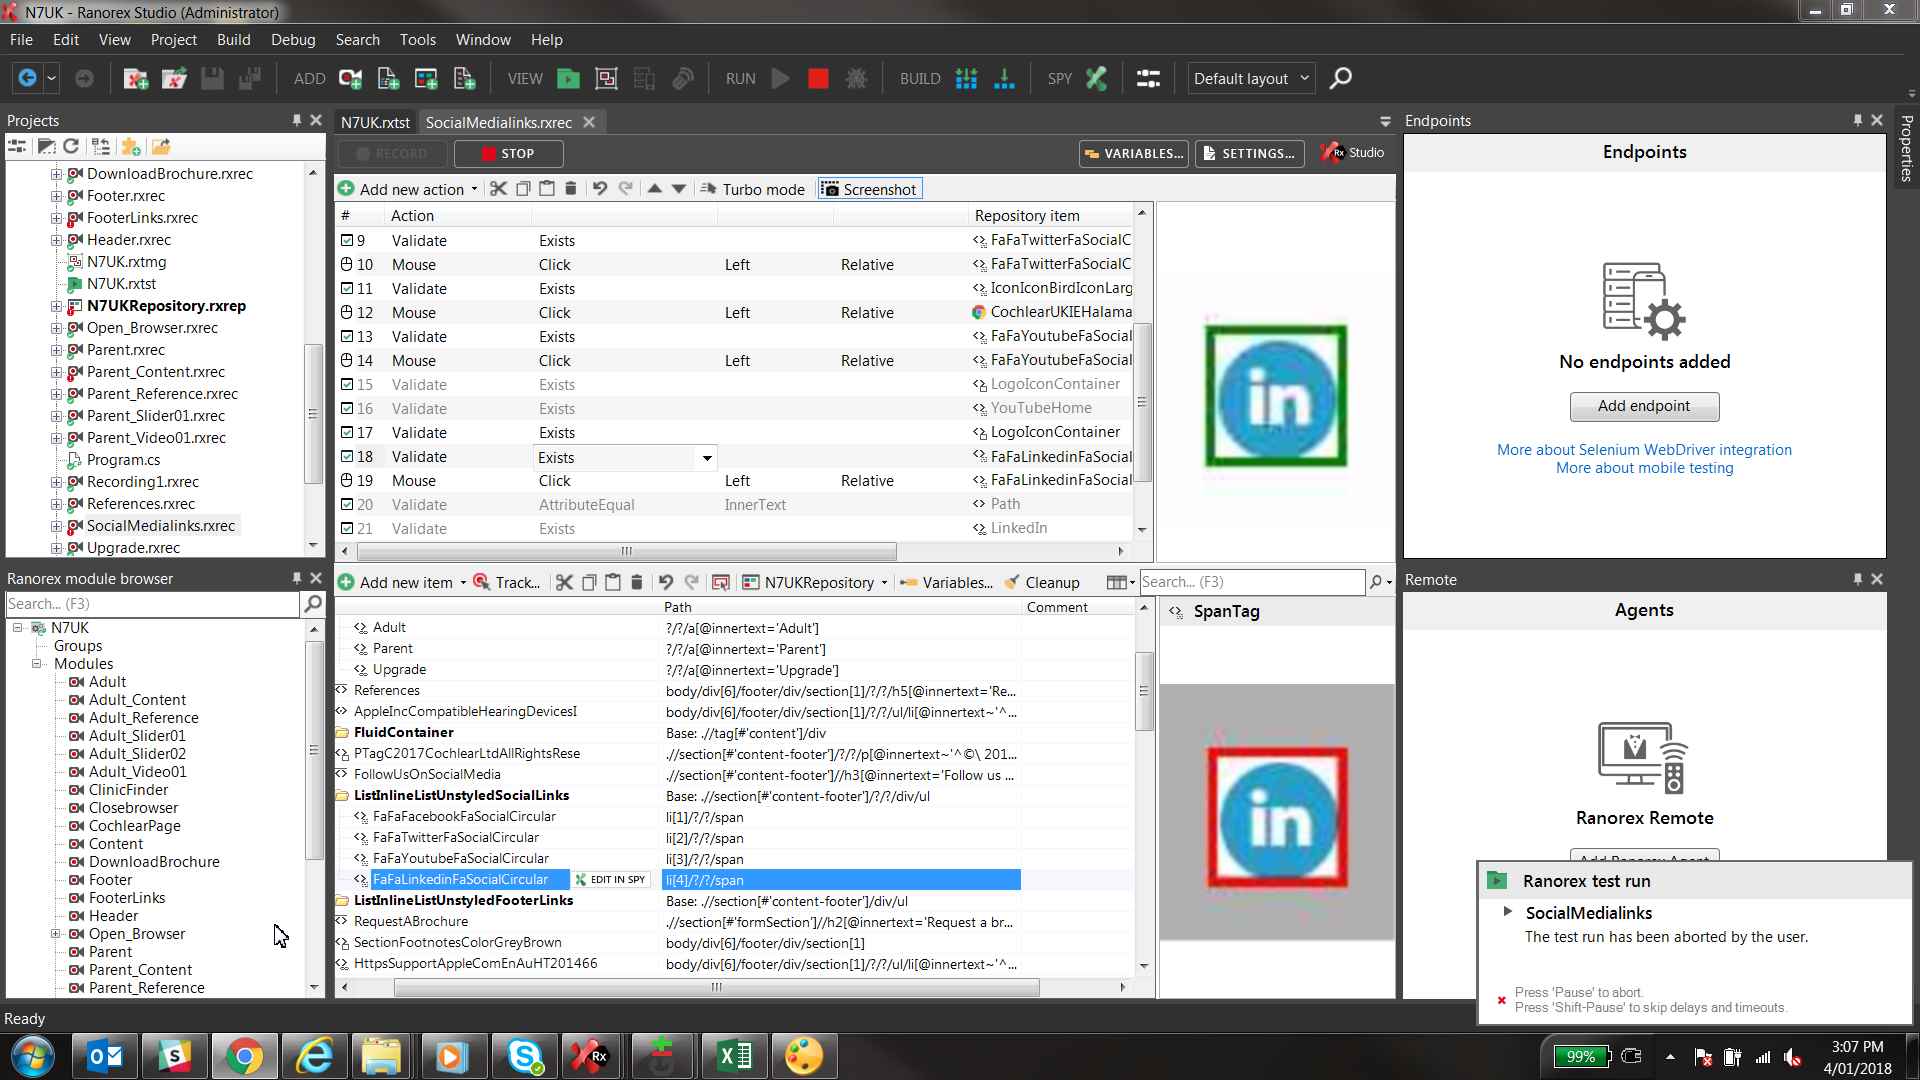 N7UK - Ranorex Studio (Administrator)
File Edit View Project Build Debug Search Tools Window Help
ADD VIEW RUN BUILD SPY Default layout
Projects
DownloadBrochure.rxrec
Footer.rxrec
FooterLinks.rxrec
Header.rxrec
N7UK.rxtmg
N7UK.rxtst
N7UKRepository.rxrep
Open_Browser.rxrec
Parent.rxrec
Parent_Content.rxrec
Parent_Reference.rxrec
Parent_Slider01.rxrec
Parent_Video01.rxrec
Program.cs
Recording1.rxrec
References.rxrec
SocialMedialinks.rxrec
Upgrade.rxrec
Ranorex module browser
Search... (F3)
N7UK
Groups
Modules
Adult
Adult_Content
Adult_Reference
Adult_Slider01
Adult_Slider02
Adult_Video01
ClinicFinder
Closebrowser
CochlearPage
Content
DownloadBrochure
Footer
FooterLinks
Header
Open_Browser
Parent
Parent_Content
Parent_Reference
N7UK.rxtst SocialMedialinks.rxrec
RECORD STOP VARIABLES... SETTINGS... Rx Studio
Add new action Turbo mode Screenshot
# Action Repository item
9 Validate Exists FaFaTwitterFaSocialC
10 Mouse Click Left Relative FaFaTwitterFaSocialC
11 Validate Exists IconIconBirdIconLarg
12 Mouse Click Left Relative CochlearUKIEHalama
13 Validate Exists FaFaYoutubeFaSocial
14 Mouse Click Left Relative FaFaYoutubeFaSocial
15 Validate Exists LogoIconContainer
16 Validate Exists YouTubeHome
17 Validate Exists LogoIconContainer
18 Validate Exists FaFaLinkedinFaSocial
19 Mouse Click Left Relative FaFaLinkedinFaSocial
20 Validate AttributeEqual InnerText Path
21 Validate Exists LinkedIn
in
Add new item Track... N7UKRepository Variables... Cleanup Search... (F3)
Path Comment
Adult ?/?/a[@innertext='Adult']
Parent ?/?/a[@innertext='Parent']
Upgrade ?/?/a[@innertext='Upgrade']
References body/div[6]/footer/div/section[1]/?/?/h5[@innertext='Re...
AppleIncCompatibleHearingDevicesI body/div[6]/footer/div/section[1]/?/?/ul/li[@innertext~'^...
FluidContainer Base: .//tag[#'content']/div
PTagC2017CochlearLtdAllRightsRese .//section[#'content-footer']/?/?/p[@innertext~'^©\ 201...
FollowUsOnSocialMedia .//section[#'content-footer']//h3[@innertext='Follow us ...
ListInlineListUnstyledSocialLinks Base: .//section[#'content-footer']/?/?/div/ul
FaFaFacebookFaSocialCircular li[1]/?/?/span
FaFaTwitterFaSocialCircular li[2]/?/?/span
FaFaYoutubeFaSocialCircular li[3]/?/?/span
FaFaLinkedinFaSocialCircular EDIT IN SPY li[4]/?/?/span
ListInlineListUnstyledFooterLinks Base: .//section[#'content-footer']/div/ul
RequestABrochure .//section[#'formSection']//h2[@innertext='Request a br...
SectionFootnotesColorGreyBrown body/div[6]/footer/div/section[1]
HttpsSupportAppleComEnAuHT201466 body/div[6]/footer/div/section[1]/?/?/ul/li[@innertext~'^...
SpanTag
in
Endpoints
Properties
Endpoints
No endpoints added
Add endpoint
More about Selenium WebDriver integration
More about mobile testing
Remote
Agents
Ranorex Remote
Add Ranorex Agent
Ranorex test run
SocialMedialinks
The test run has been aborted by the user.
Press 'Pause' to abort.
Press 'Shift-Pause' to skip delays and timeouts.
Ready
99%
3:07 PM
4/01/2018